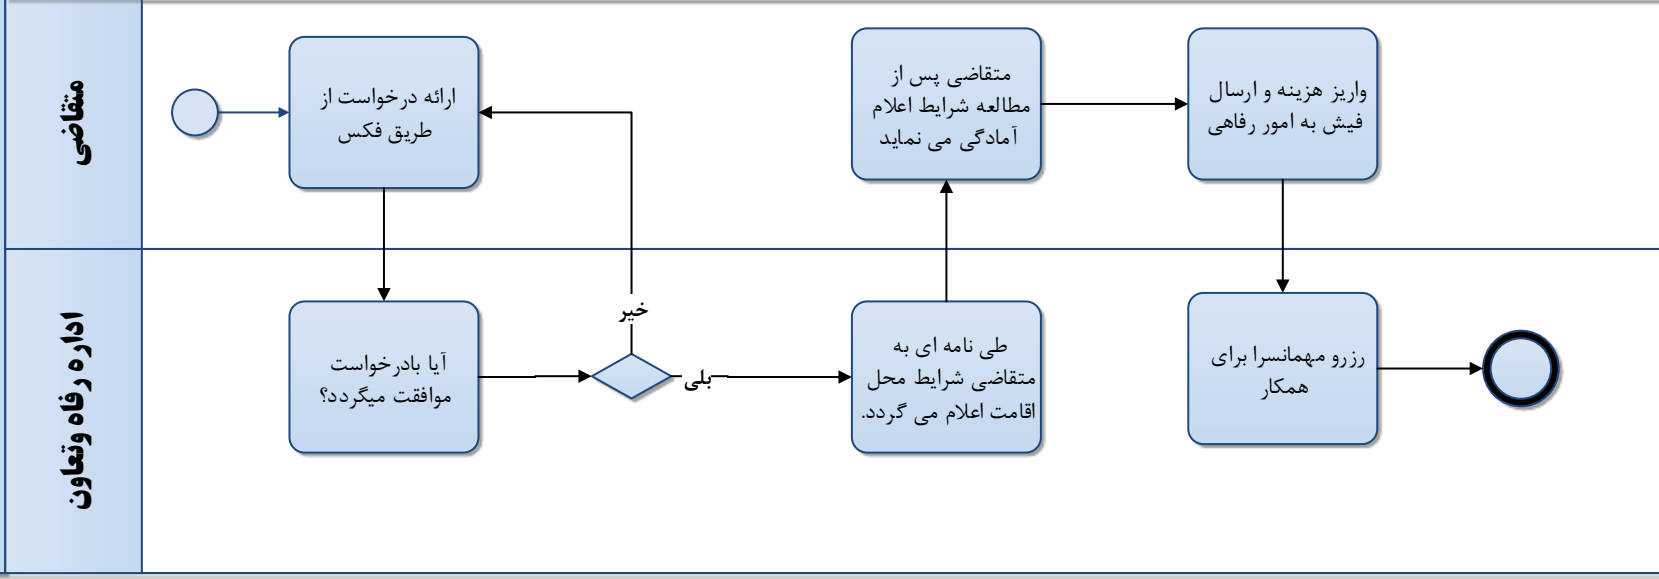 متقاضی
ارائه درخواست از
طریق فکس
متقاضی پس از
مطالعه شرایط اعلام
آمادگی می نماید
واریز هزینه و ارسال
فیش به امور رفاهی
اداره رفاه وتعاون
آیا بادرخواست
موافقت میگردد؟
خیر
بلی
طی نامه ای به
متقاضی شرایط محل
اقامت اعلام می گردد.
رزرو مهمانسرا برای
همکار